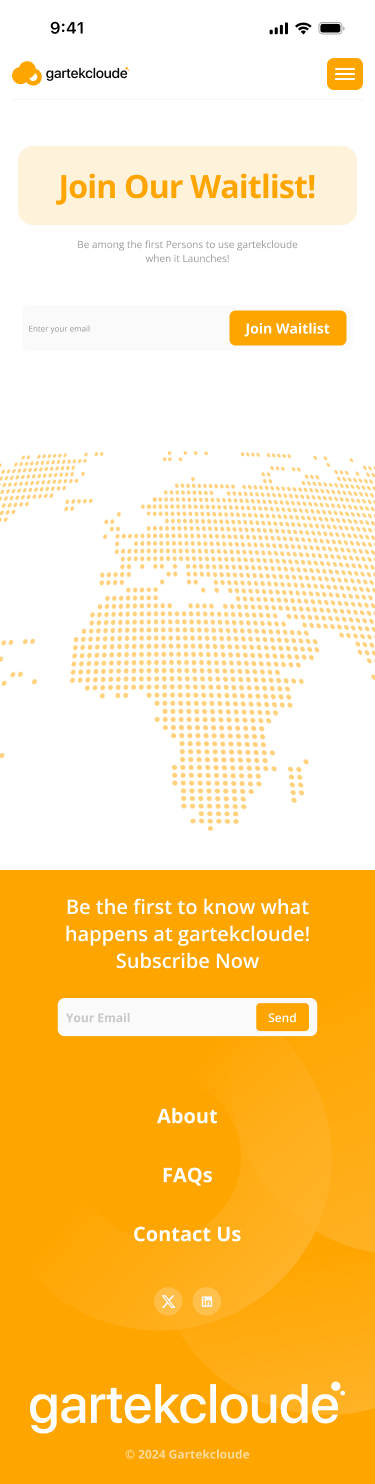 9:41
gartekcloude
Join Our Waitlist!
Be among the first Persons to use gartekcloude
when it Launches!
Enter your email
Join Waitlist
Be the first to know what
happens at gartekcloude!
Subscribe Now
Your Email
Send
About
FAQs
Contact Us
gartekcloude
© 2024 Gartekcloude